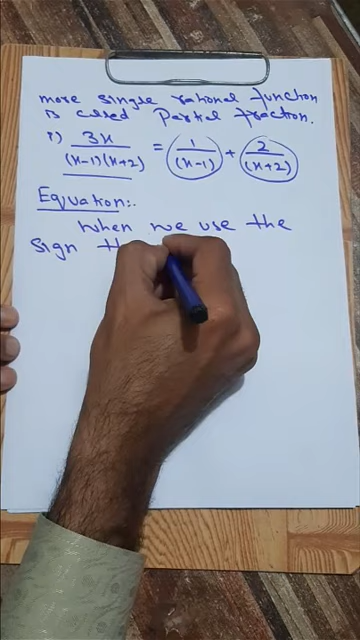 more single rational function
is called Partial fraction.
1) 3x/(x-1)(x+2) = 1/(x-1) + 2/(x+2)
Equation:-
When we use the
Sign